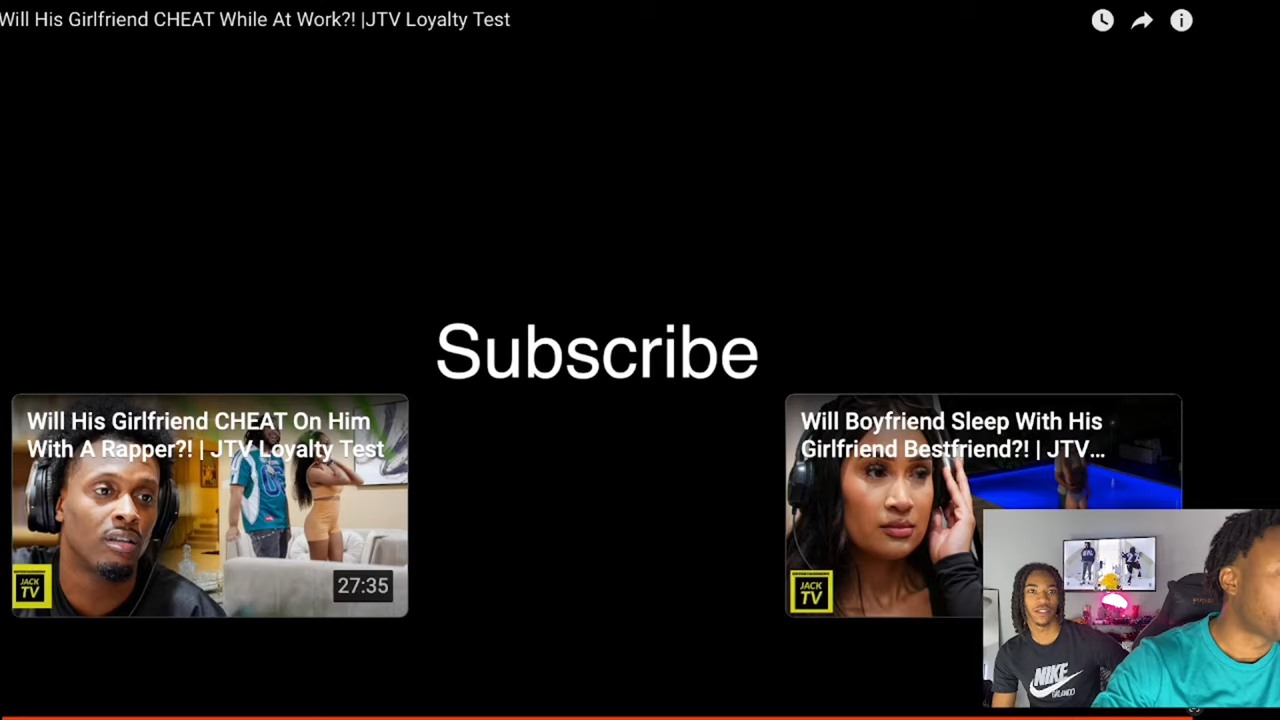 Will His Girlfriend CHEAT While At Work?! |JTV Loyalty Test
Subscribe
Will His Girlfriend CHEAT On Him
With A Rapper?! | JTV Loyalty Test
JACK
TV
27:35
Will Boyfriend Sleep With His
Girlfriend Bestfriend?! | JTV...
JACK
TV
NIKE